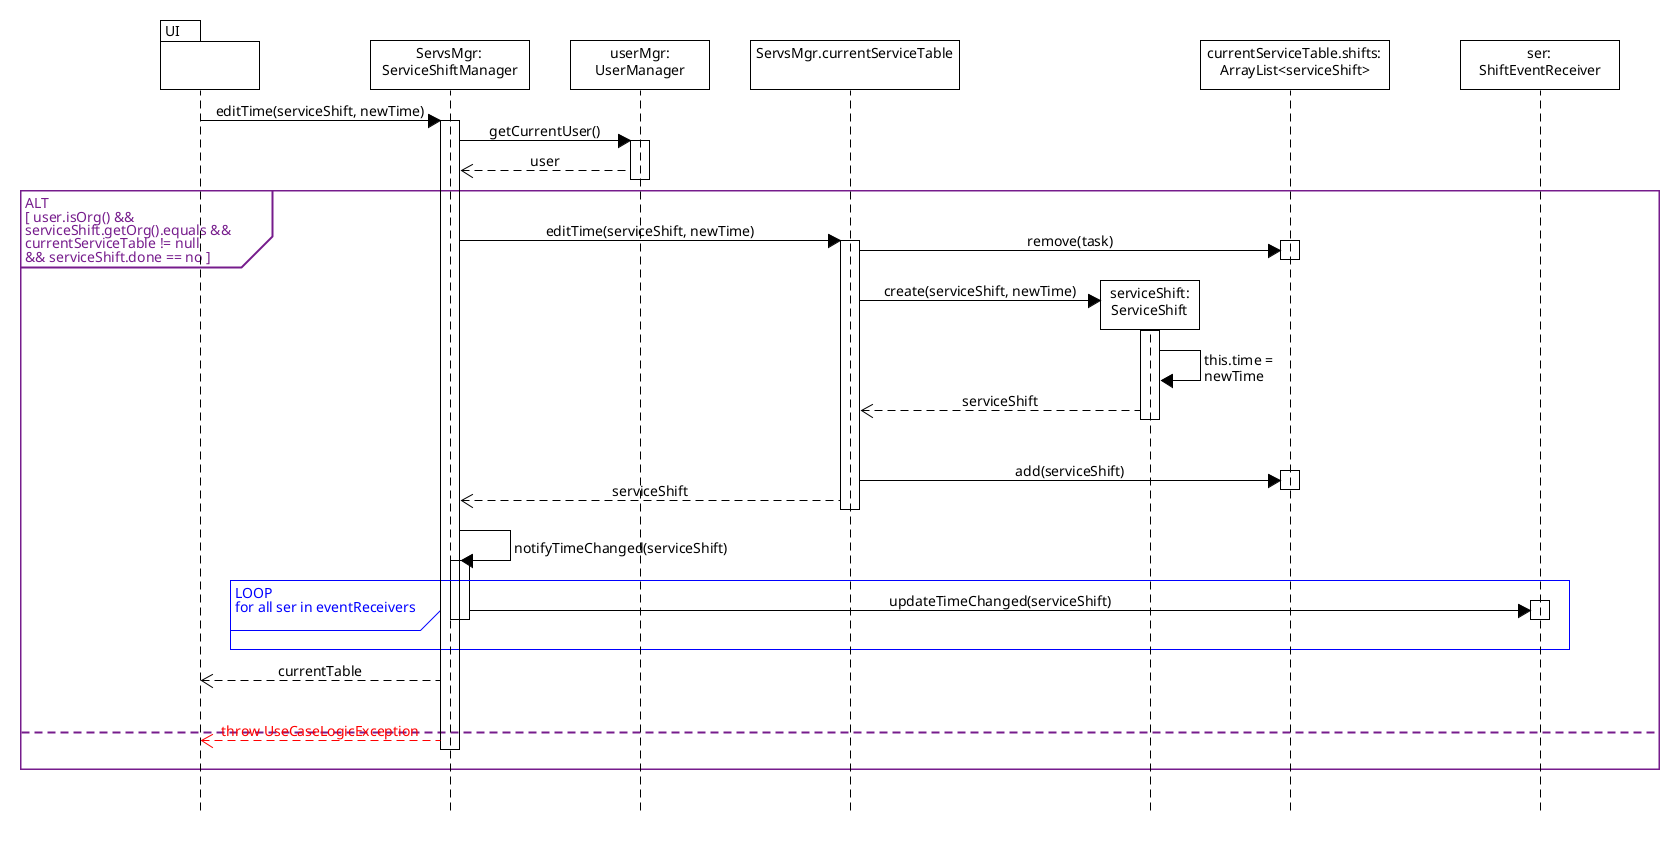 UI
ServsMgr:
ServiceShiftManager
userMgr:
UserManager
ServsMgr.currentServiceTable
currentServiceTable.shifts:
ArrayList<serviceShift>
ser:
ShiftEventReceiver
editTime(serviceShift, newTime)
getCurrentUser()
user
ALT
[ user.isOrg() &&
serviceShift.getOrg().equals &&
currentServiceTable != null
&& serviceShift.done == no ]
editTime(serviceShift, newTime)
remove(task)
create(serviceShift, newTime)
serviceShift:
ServiceShift
this.time =
newTime
serviceShift
add(serviceShift)
serviceShift
notifyTimeChanged(serviceShift)
LOOP
for all ser in eventReceivers
updateTimeChanged(serviceShift)
currentTable
throw UseCaseLogicException